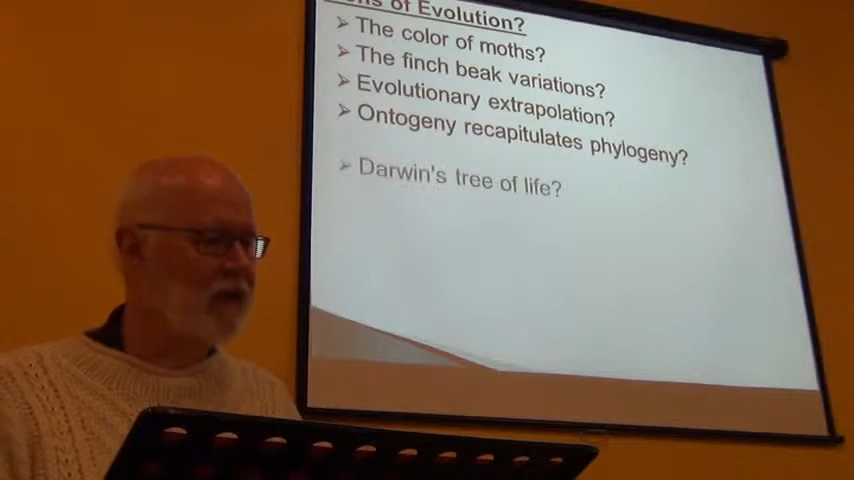 of Evolution?
➢ The color of moths?
➢ The finch beak variations?
➢ Evolutionary extrapolation?
➢ Ontogeny recapitulates phylogeny?
➢ Darwin's tree of life?